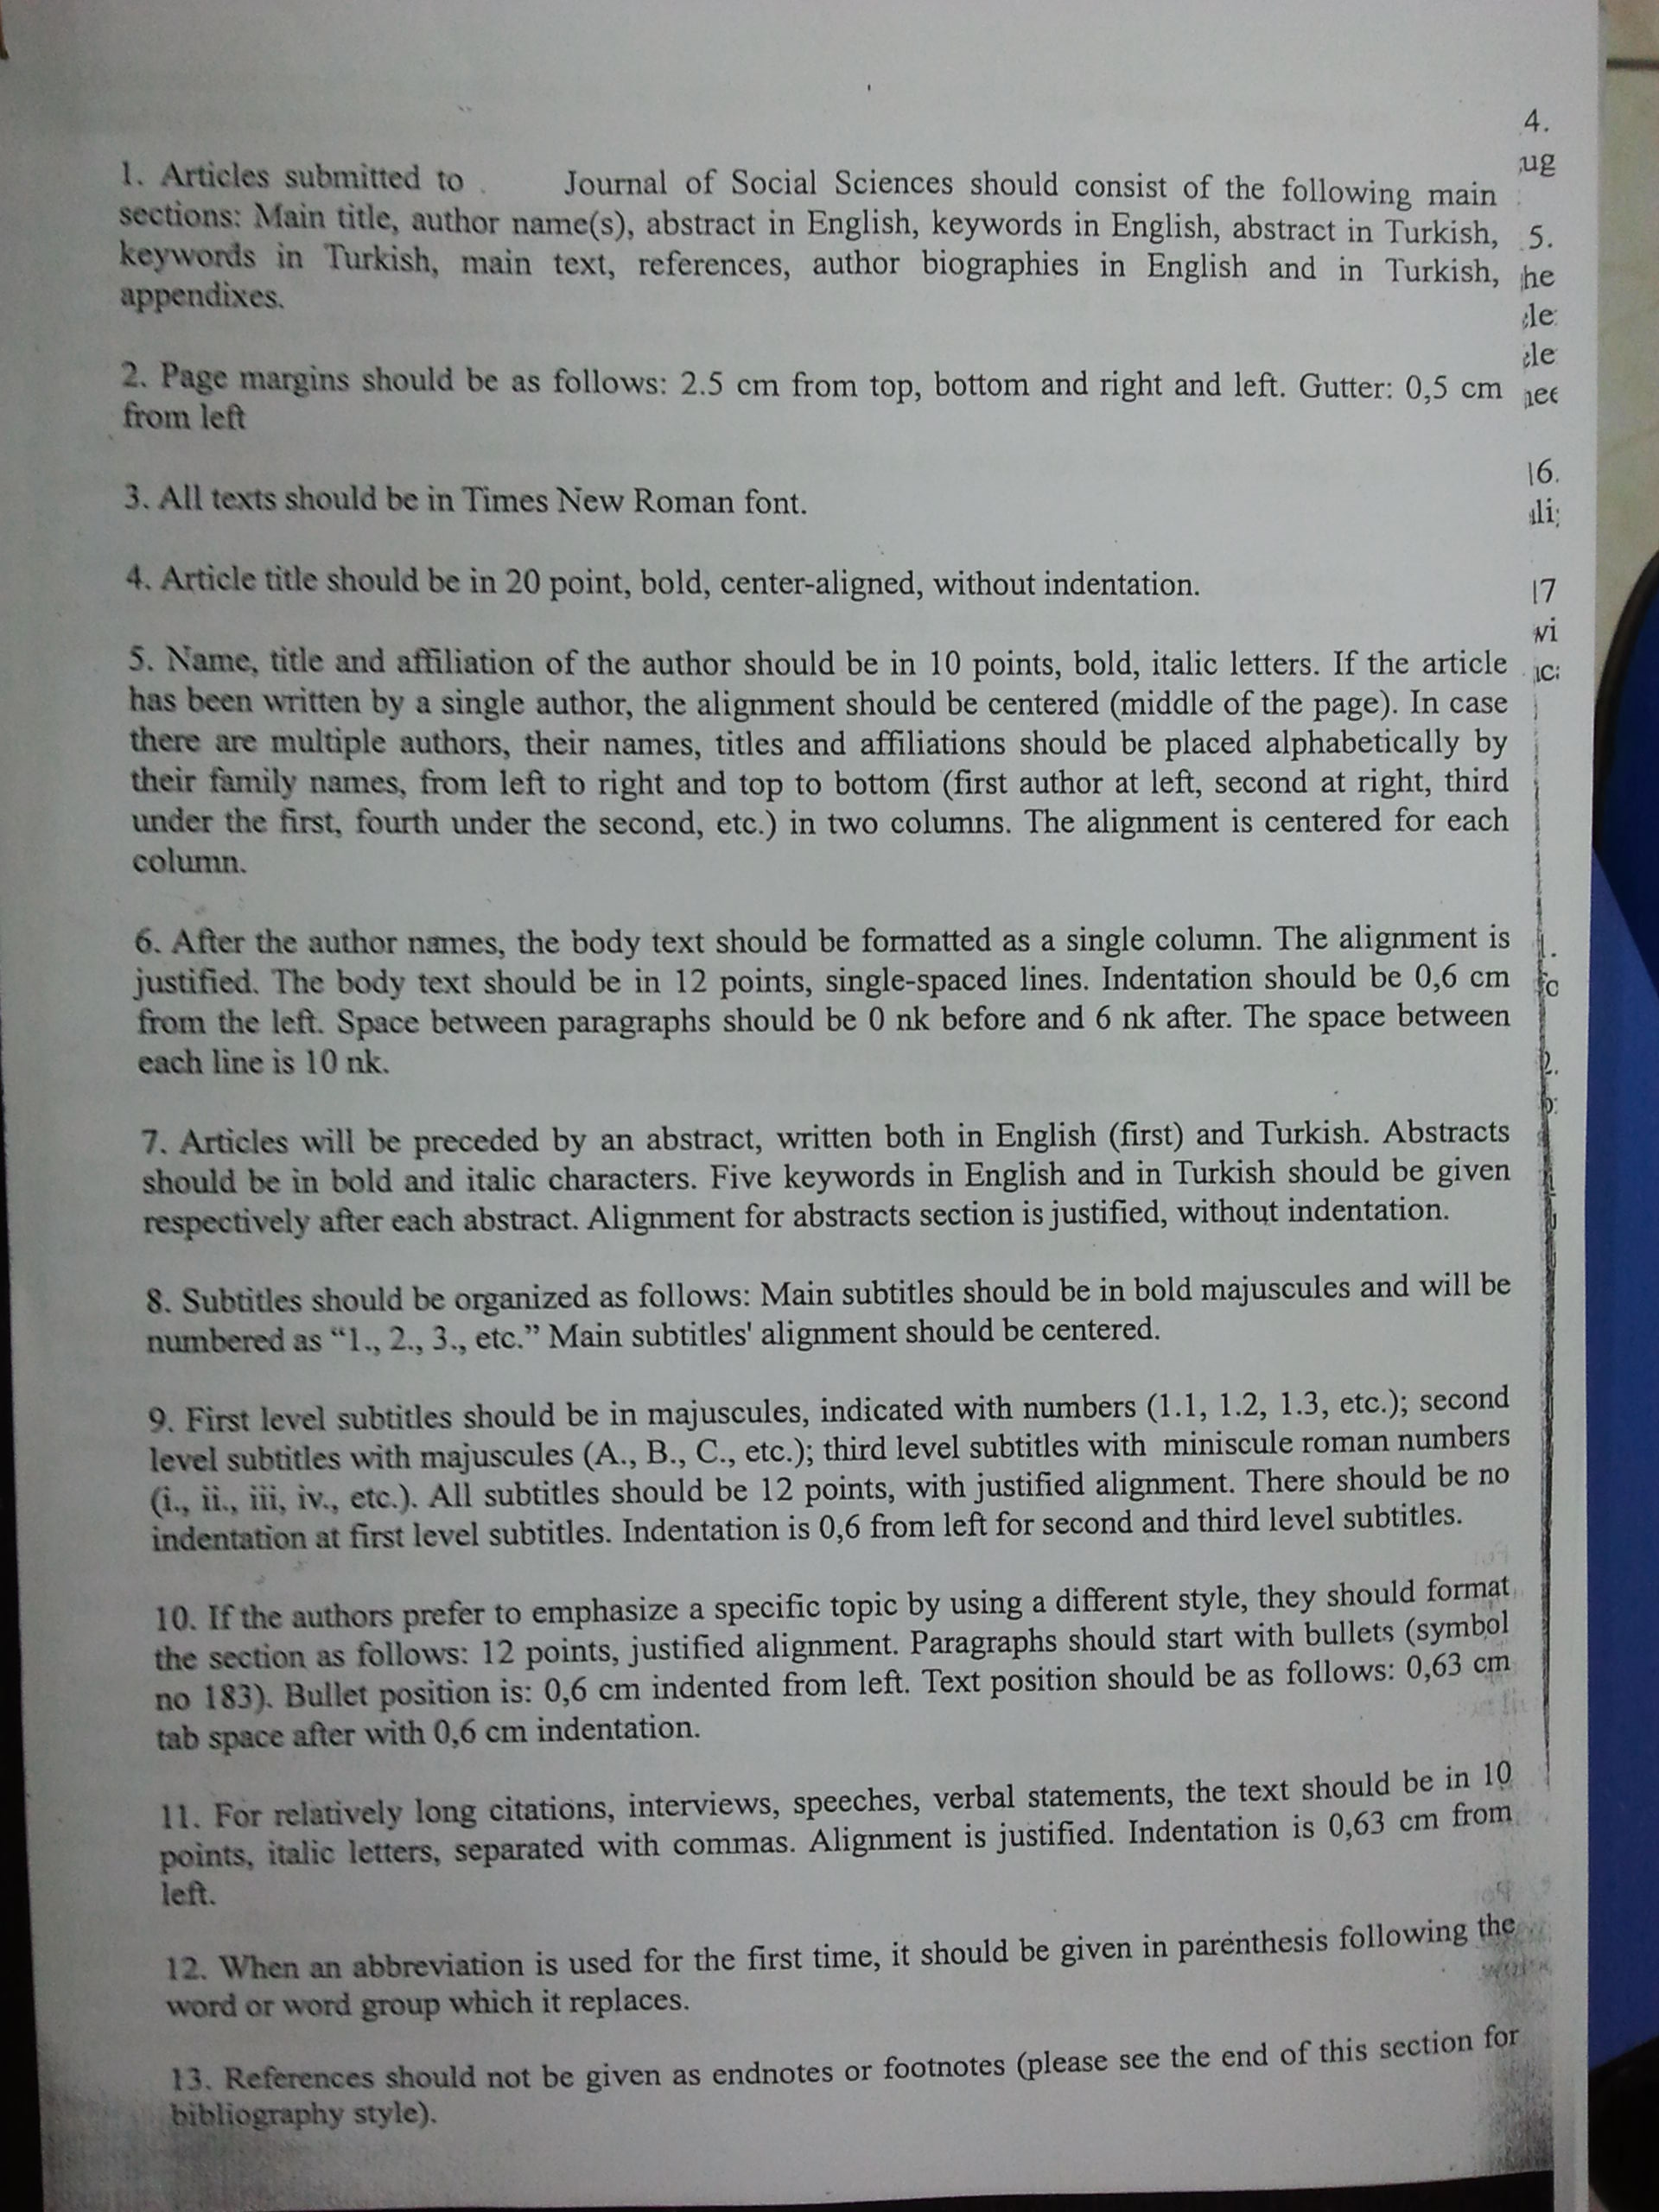 1. Articles submitted to Journal of Social Sciences should consist of the following main
sections: Main title, author name(s), abstract in English, keywords in English, abstract in Turkish,
keywords in Turkish, main text, references, author biographies in English and in Turkish,
appendixes.
2. Page margins should be as follows: 2.5 cm from top, bottom and right and left. Gutter: 0,5 cm
from left
3. All texts should be in Times New Roman font.
4. Article title should be in 20 point, bold, center-aligned, without indentation.
5. Name, title and affiliation of the author should be in 10 points, bold, italic letters. If the article
has been written by a single author, the alignment should be centered (middle of the page). In case
there are multiple authors, their names, titles and affiliations should be placed alphabetically by
their family names, from left to right and top to bottom (first author at left, second at right, third
under the first, fourth under the second, etc.) in two columns. The alignment is centered for each
column.
6. After the author names, the body text should be formatted as a single column. The alignment is
justified. The body text should be in 12 points, single-spaced lines. Indentation should be 0,6 cm
from the left. Space between paragraphs should be 0 nk before and 6 nk after. The space between
each line is 10 nk.
7. Articles will be preceded by an abstract, written both in English (first) and Turkish. Abstracts
should be in bold and italic characters. Five keywords in English and in Turkish should be given
respectively after each abstract. Alignment for abstracts section is justified, without indentation.
8. Subtitles should be organized as follows: Main subtitles should be in bold majuscules and will be
numbered as “1., 2., 3., etc.” Main subtitles' alignment should be centered.
9. First level subtitles should be in majuscules, indicated with numbers (1.1, 1.2, 1.3, etc.); second
level subtitles with majuscules (A., B., C., etc.); third level subtitles with miniscule roman numbers
(i., ii., iii, iv., etc.). All subtitles should be 12 points, with justified alignment. There should be no
indentation at first level subtitles. Indentation is 0,6 from left for second and third level subtitles.
10. If the authors prefer to emphasize a specific topic by using a different style, they should format
the section as follows: 12 points, justified alignment. Paragraphs should start with bullets (symbol
no 183). Bullet position is: 0,6 cm indented from left. Text position should be as follows: 0,63 cm
tab space after with 0,6 cm indentation.
11. For relatively long citations, interviews, speeches, verbal statements, the text should be in 10
points, italic letters, separated with commas. Alignment is justified. Indentation is 0,63 cm from
left.
12. When an abbreviation is used for the first time, it should be given in parenthesis following the
word or word group which it replaces.
13. References should not be given as endnotes or footnotes (please see the end of this section for
bibliography style).
4.
5.
16.
17